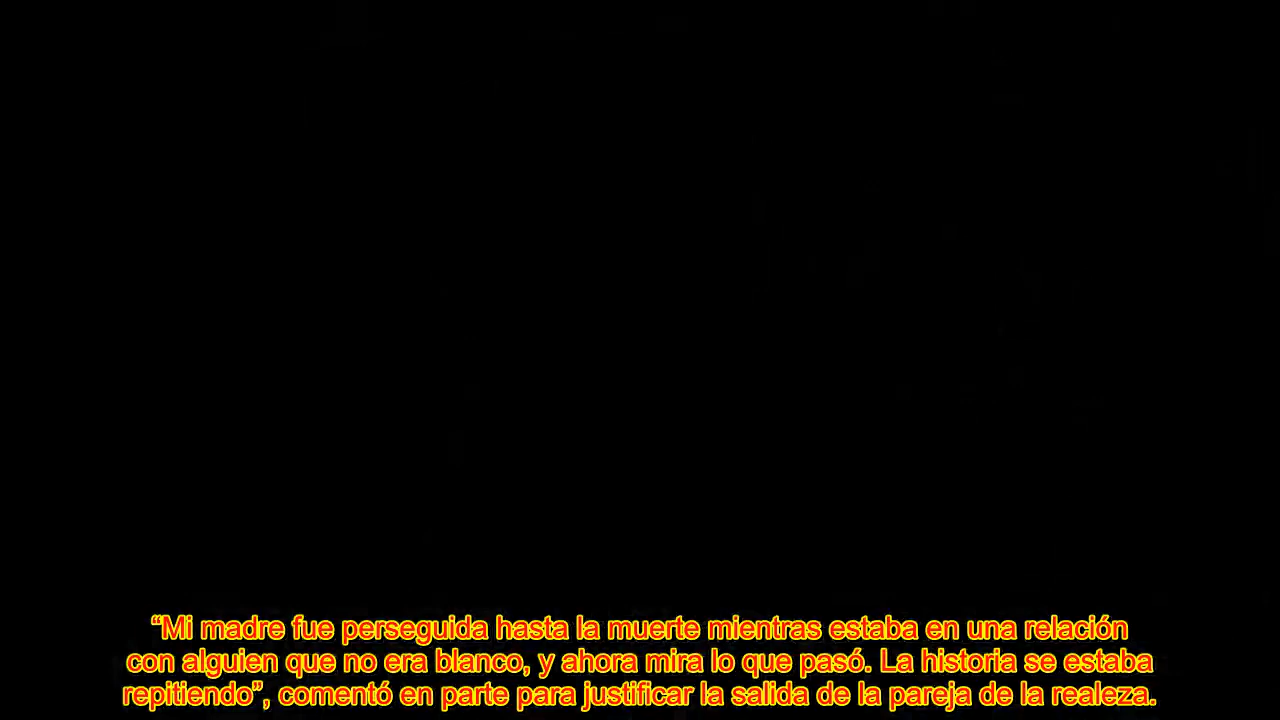 “Mi madre fue perseguida hasta la muerte mientras estaba en una relación
con alguien que no era blanco, y ahora mira lo que pasó. La historia se estaba
repitiendo”, comentó en parte para justificar la salida de la pareja de la realeza.